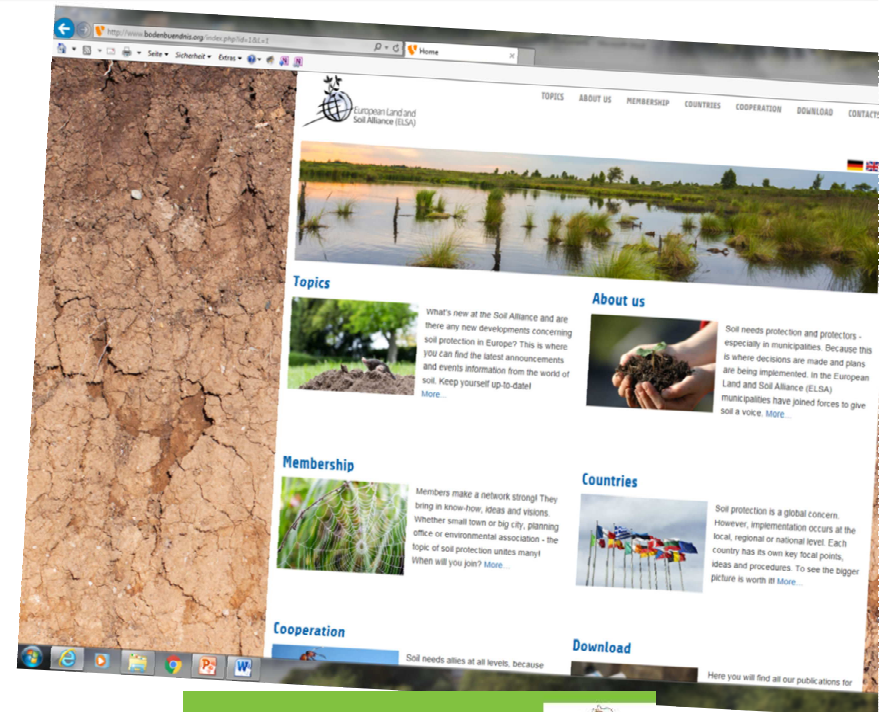 http://www.bodenbuendnis.org/index.php?id=1&L=1
Home
Seite
Sicherheit
Extras
European Land and
Soil Alliance (ELSA)
TOPICS
ABOUT US
MEMBERSHIP
COUNTRIES
COOPERATION
DOWNLOAD
CONTACTS
Topics
What's new at the Soil Alliance and are
there any new developments concerning
soil protection in Europe? This is where
you can find the latest announcements
and events information from the world of
soil. Keep yourself up-to-date!
More...
About us
Soil needs protection and protectors -
especially in municipalities. Because this
is where decisions are made and plans
are being implemented. In the European
Land and Soil Alliance (ELSA)
municipalities have joined forces to give
soil a voice. More...
Membership
Members make a network strong! They
bring in know-how, ideas and visions.
Whether small town or big city, planning
office or environmental association - the
topic of soil protection unites many!
When will you join? More...
Countries
Soil protection is a global concern.
However, implementation occurs at the
local, regional or national level. Each
country has its own key focal points,
ideas and procedures. To see the bigger
picture is worth it! More...
Cooperation
Soil needs allies at all levels, because
Download
Here you will find all our publications for